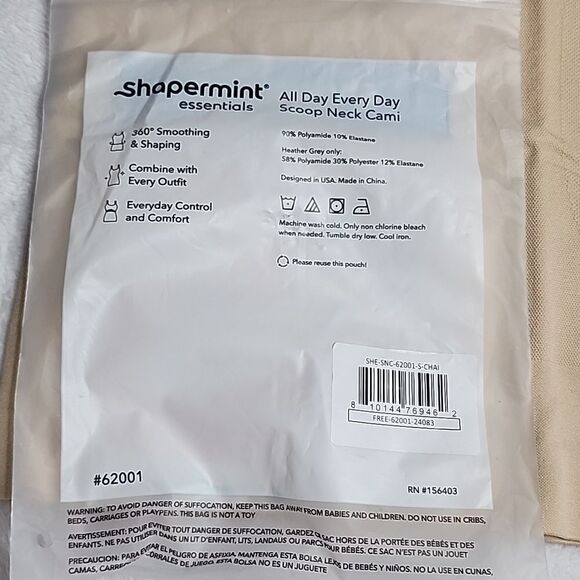 shapermint®
essentials
All Day Every Day
Scoop Neck Cami
360° Smoothing
& Shaping
Combine with
Every Outfit
Everyday Control
and Comfort
90% Polyamide 10% Elastane
Heather Grey only:
58% Polyamide 30% Polyester 12% Elastane
Designed in USA. Made in China.
Machine wash cold. Only non chlorine bleach
when needed. Tumble dry low. Cool iron.
Please reuse this pouch!
SHE-SNC-62001-S-CHAI
8 10144 76946 2
FREE-62001-24083
#62001
RN #156403
WARNING: TO AVOID DANGER OF SUFFOCATION, KEEP THIS BAG AWAY FROM BABIES AND CHILDREN. DO NOT USE IN CRIBS,
BEDS, CARRIAGES OR PLAYPENS. THIS BAG IS NOT A TOY
AVERTISSEMENT: POUR EVITER TOUT DANGER DE SUFFOCATION, GARDEZ CE SAC HORS DE LA PORTÉE DES BÉBÉS ET DES
ENFANTS. NE PAS UTILISER DANS UN LIT D'ENFANT, LITS, LANDAUS OU PARCS POUR BÉBÉS. CE SAC N'EST PAS UN JOUET
PRECAUCION: PARA EVITAR EL PELIGRO DE ASFIXIA, MANTENGA ESTA BOLSA LEJOS DE BEBÉS Y NIÑOS. NO LA USE EN CUNAS,
CAMAS, CORRALES DE JUEGO. ESTA BOLSA NO ES UN JUGUETE